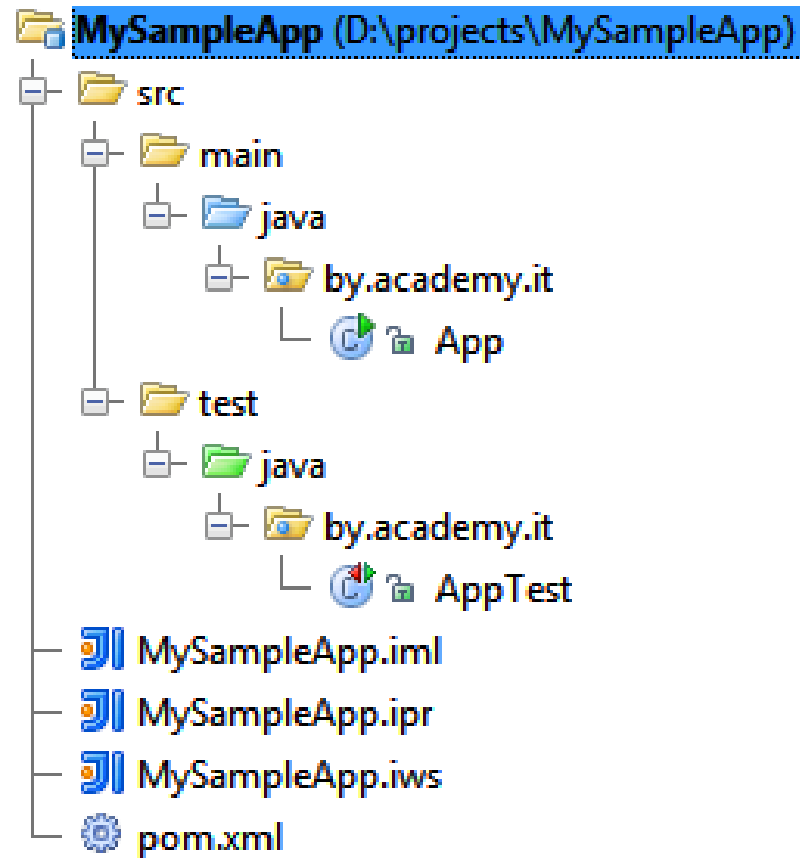 MySampleApp (D:\projects\MySampleApp)
src
main
java
by.academy.it
App
test
java
by.academy.it
AppTest
MySampleApp.iml
MySampleApp.ipr
MySampleApp.iws
pom.xml